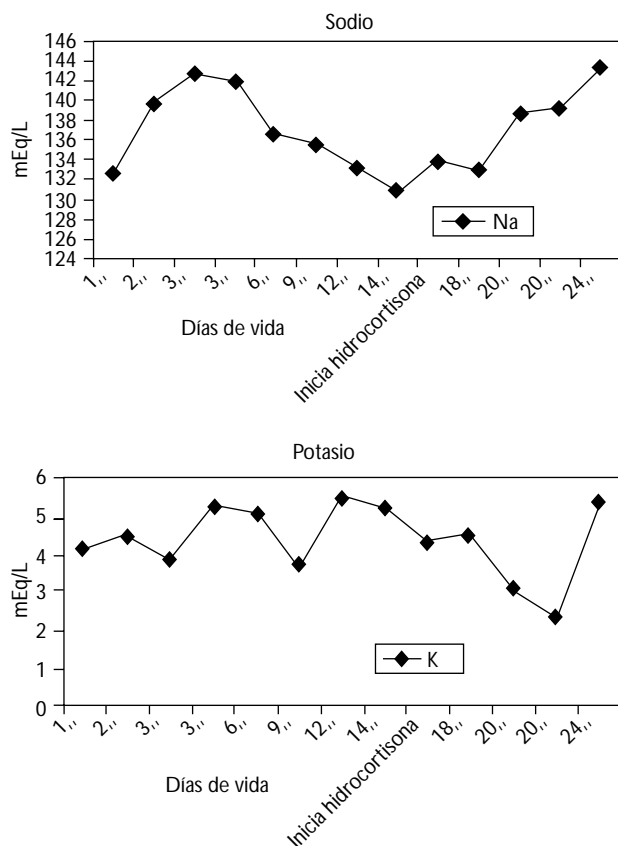 Sodio
146
144
142
140
138
136
134
132
130
128
126
124
mEq/L
Na
1,, 2,, 3,, 3,, 6,, 9,, 12,, 14,, Inicia hidrocortisona 18,, 20,, 20,, 24,,
Días de vida
Potasio
6
5
4
3
2
1
0
mEq/L
K
1,, 2,, 3,, 3,, 6,, 9,, 12,, 14,, Inicia hidrocortisona 18,, 20,, 20,, 24,,
Días de vida